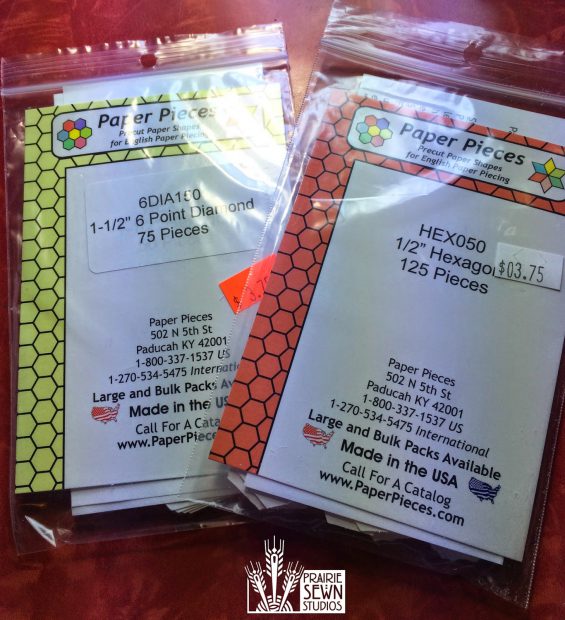 Paper Pieces
Precut Paper Shapes
for English Paper Piecing
6DIA150
1-1/2" 6 Point Diamond
75 Pieces
Paper Pieces
502 N 5th St
Paducah KY 42001
1-800-337-1537 US
1-270-534-5475 International
Large and Bulk Packs
Made in the USA
Call For A Catalog
www.PaperPieces
Paper Pieces
Precut Paper Shapes
for English Paper Piecing
HEX050
1/2" Hexagon
125 Pieces
$03.75
Paper Pieces
502 N 5th St
Paducah KY 42001
1-800-337-1537 US
1-270-534-5475 International
Large and Bulk Packs Available
Made in the USA
Call For A Catalog
www.PaperPieces.com
PRAIRIE
SEWN
STUDIOS